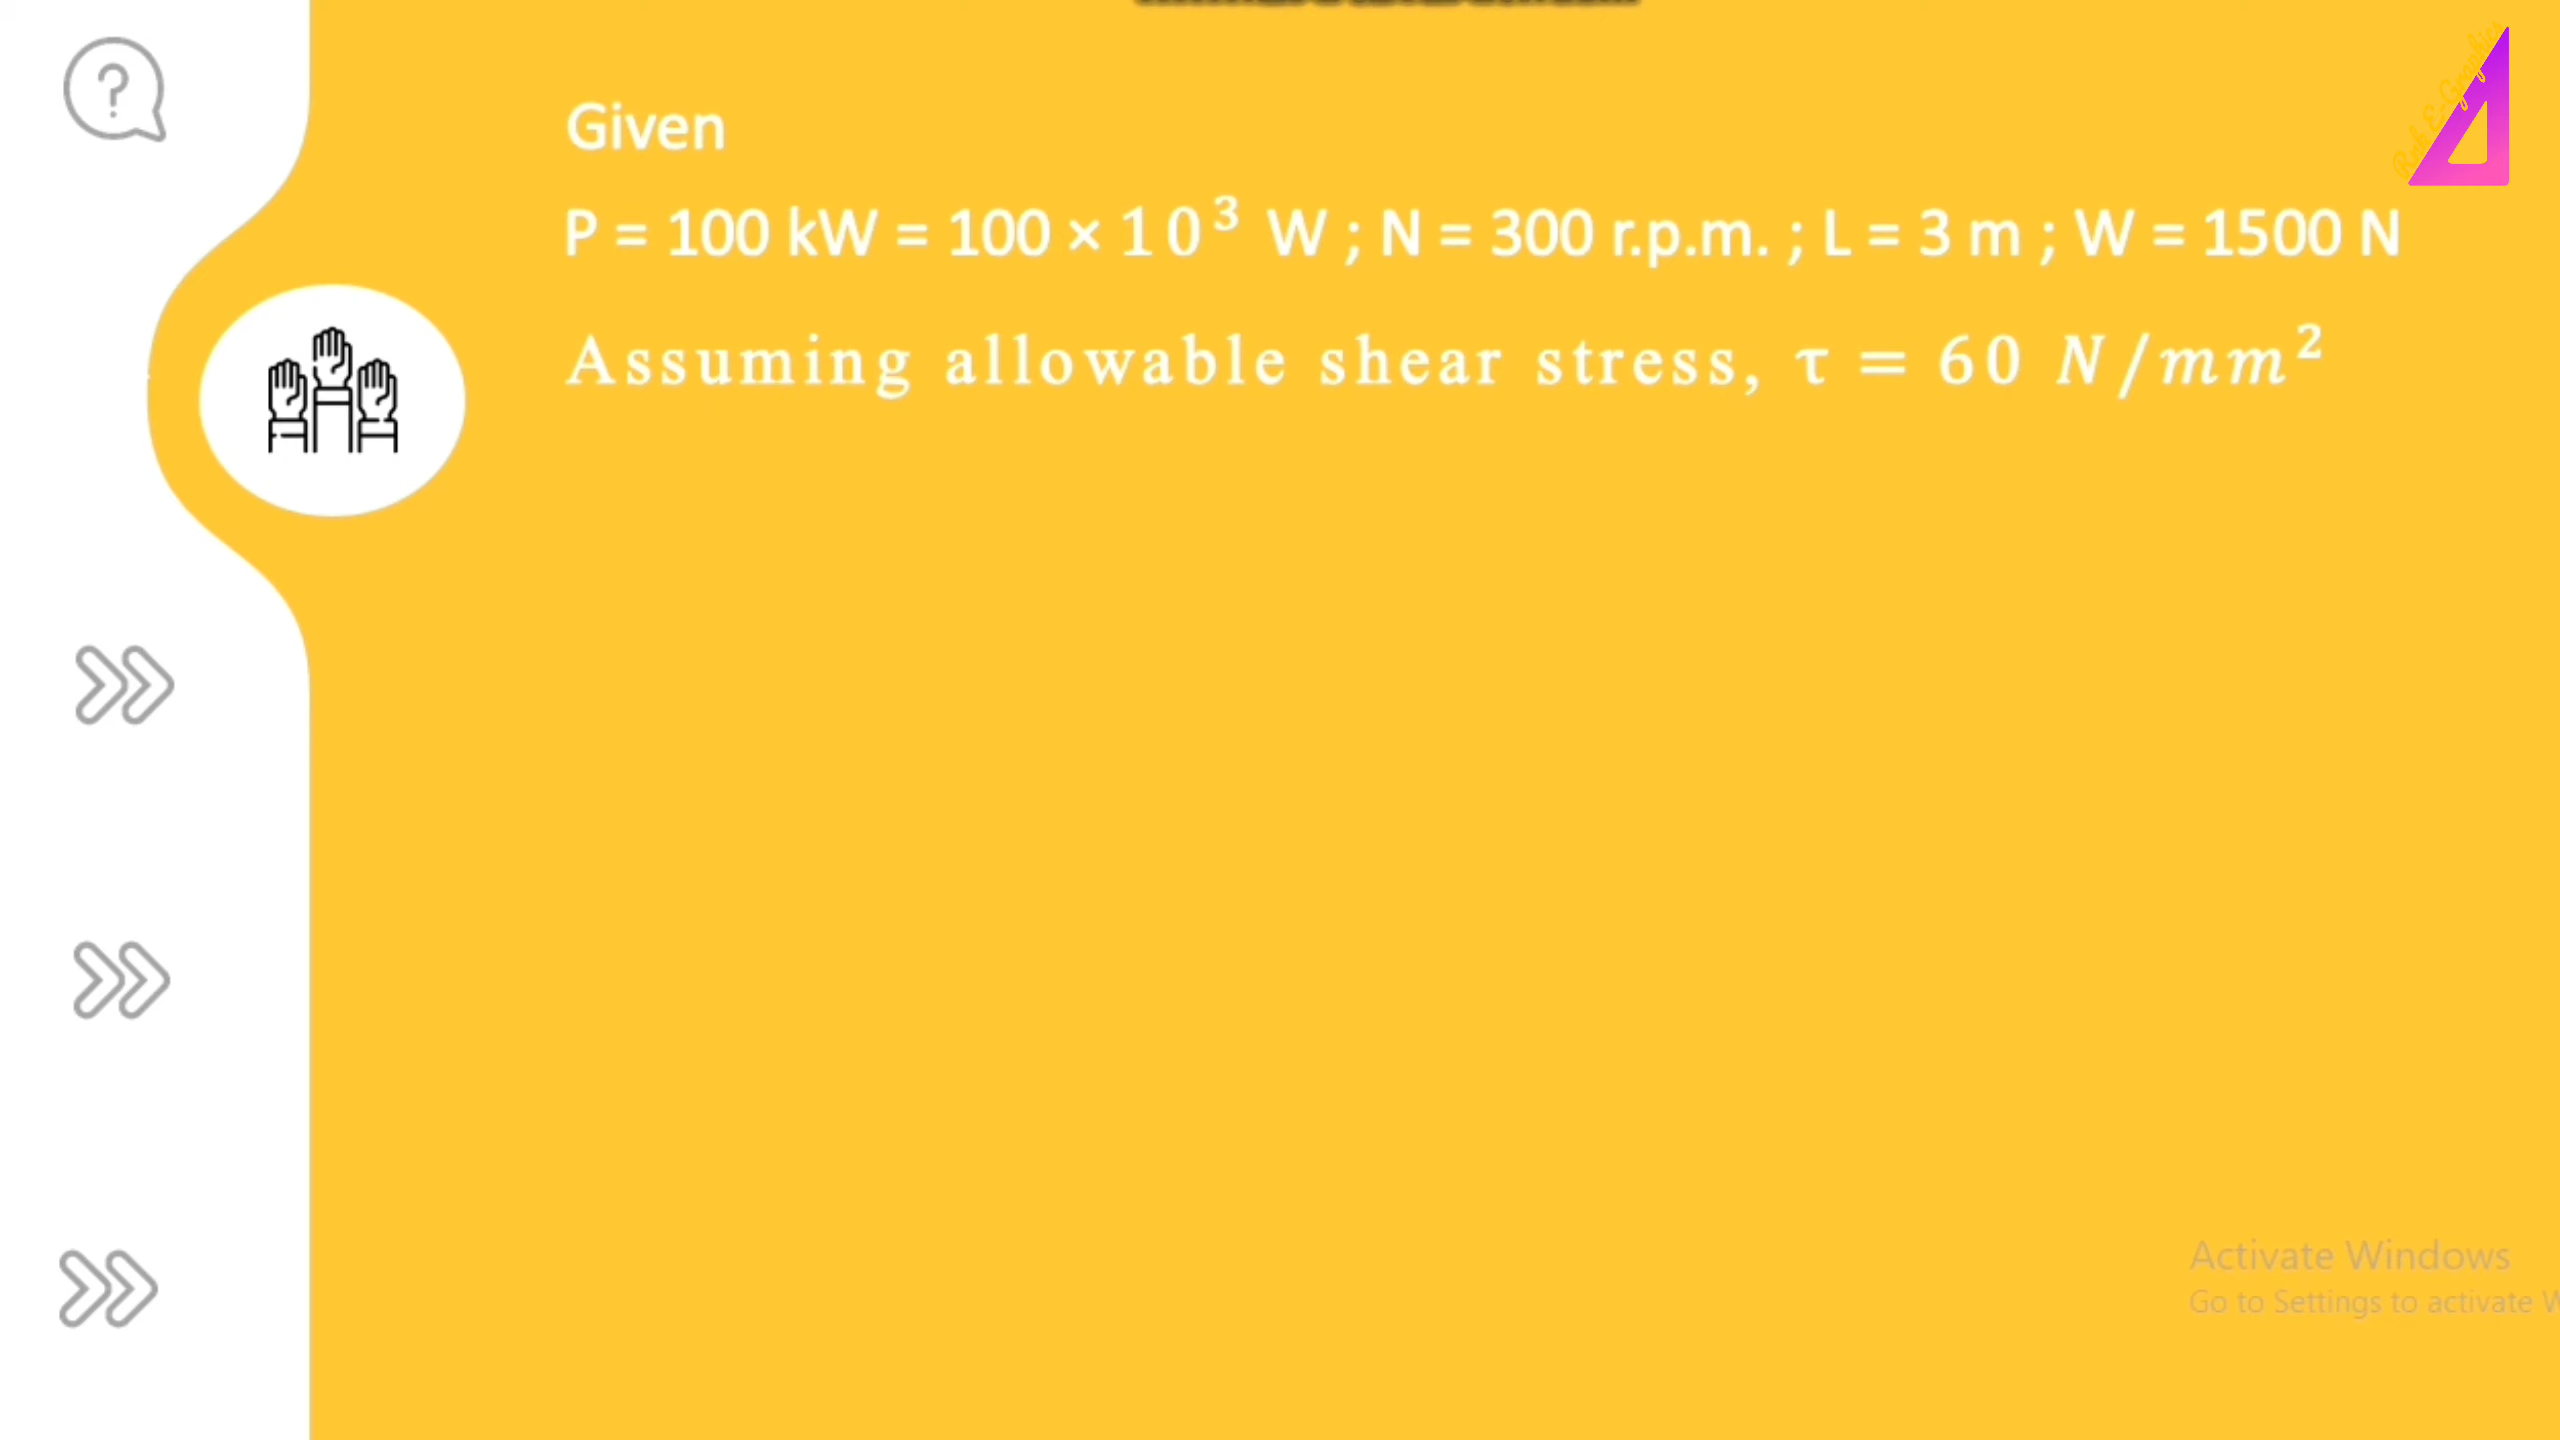 Given
P = 100 kW = 100 × 10³ W ; N = 300 r.p.m. ; L = 3 m ; W = 1500 N
Assuming allowable shear stress, τ = 60 N/mm²
Activate Windows
Go to Settings to activate